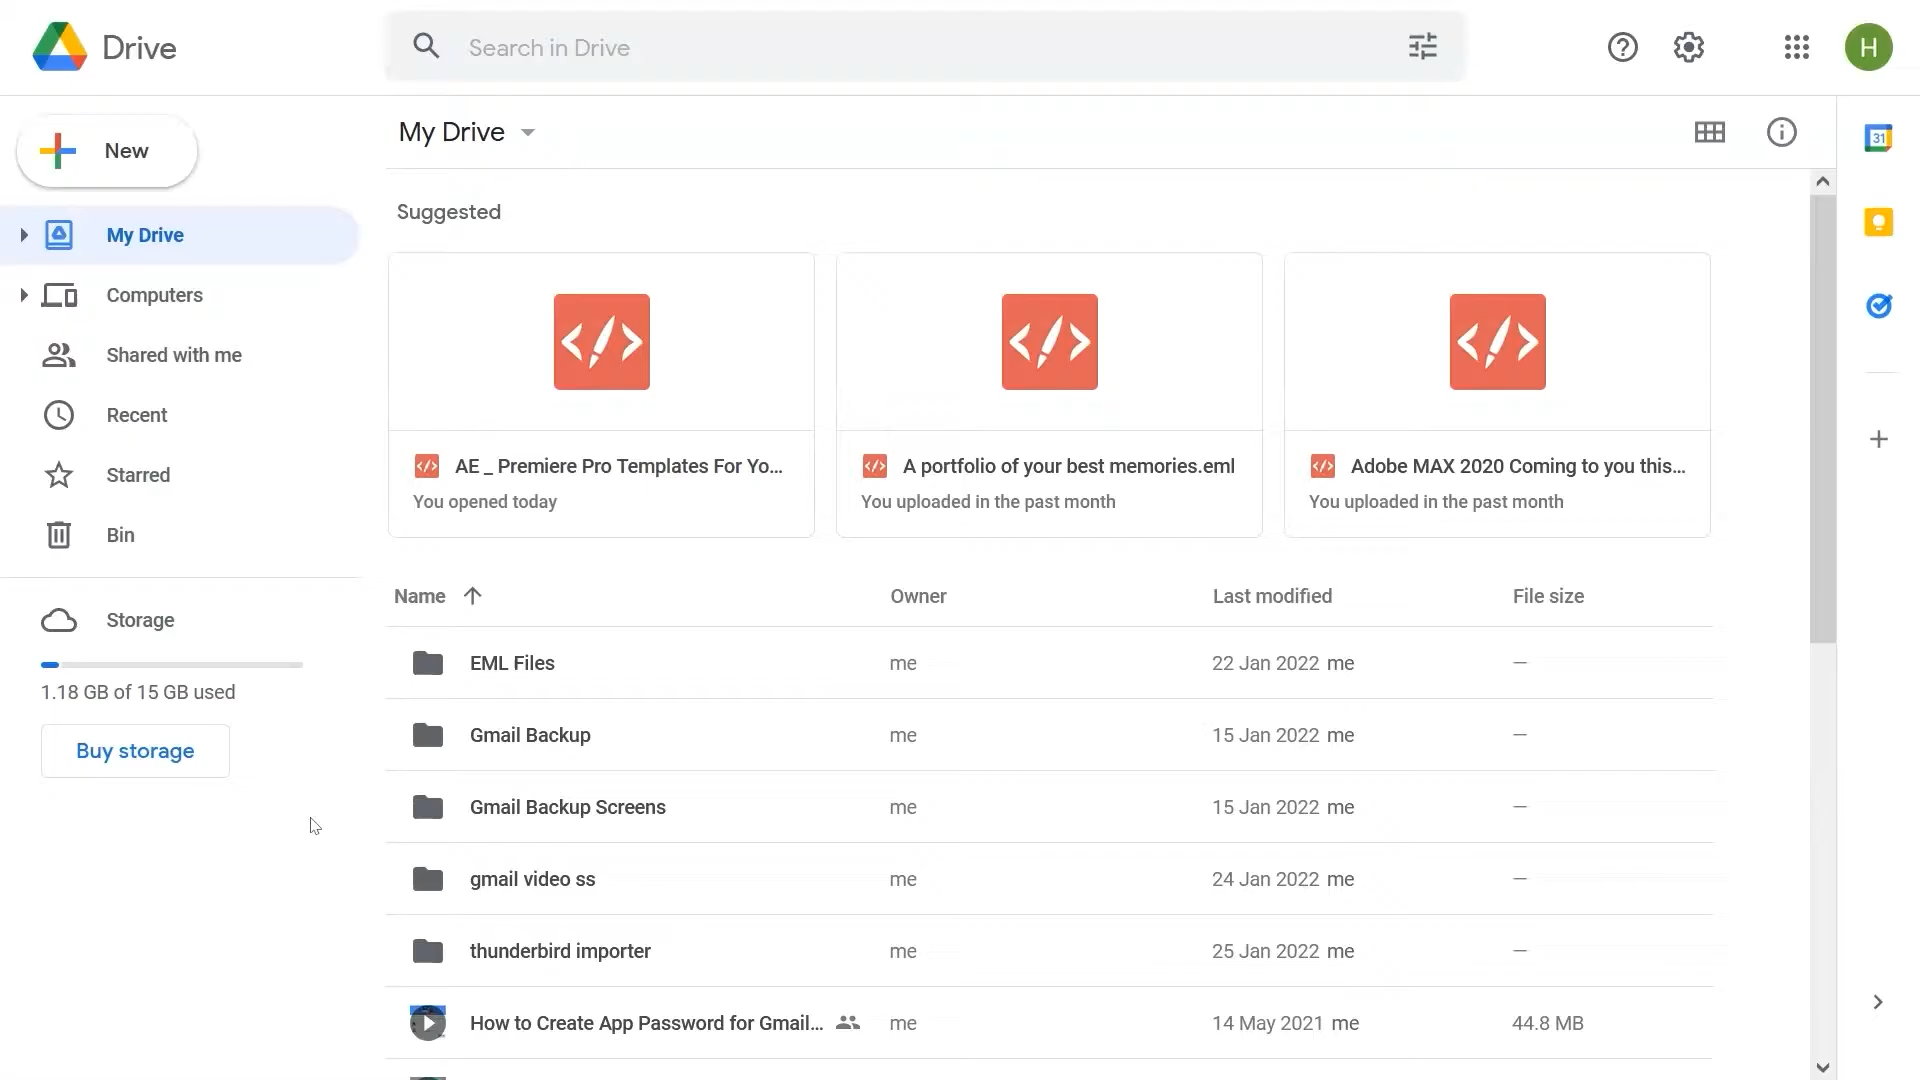 Drive
Search in Drive
H
New
My Drive
My Drive
Computers
Shared with me
Recent
Starred
Bin
Storage
1.18 GB of 15 GB used
Buy storage
31
Suggested
AE _ Premiere Pro Templates For Yo...
You opened today
A portfolio of your best memories.eml
You uploaded in the past month
Adobe MAX 2020 Coming to you this...
You uploaded in the past month
Name Owner Last modified File size
EML Files me 22 Jan 2022 me —
Gmail Backup me 15 Jan 2022 me —
Gmail Backup Screens me 15 Jan 2022 me —
gmail video ss me 24 Jan 2022 me —
thunderbird importer me 25 Jan 2022 me —
How to Create App Password for Gmail... me 14 May 2021 me 44.8 MB